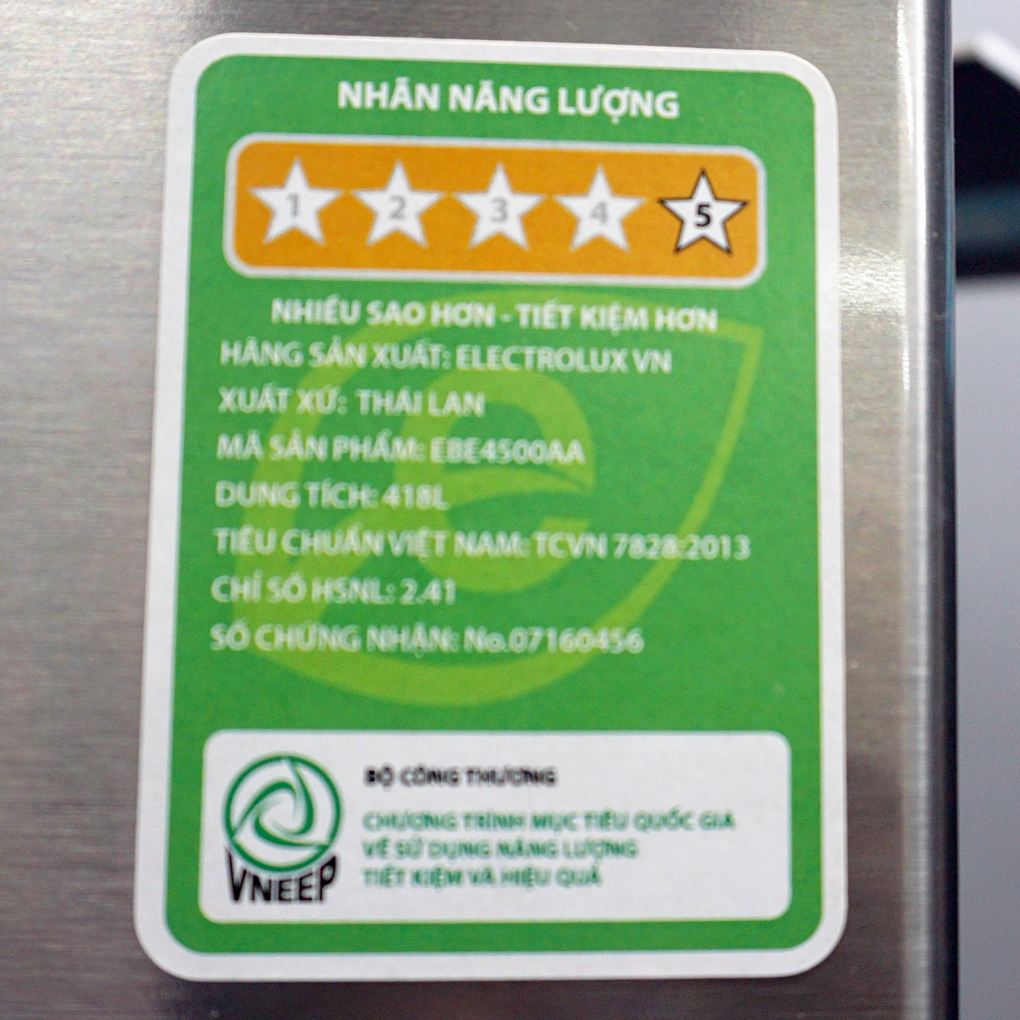 NHÃN NĂNG LƯỢNG
1 2 3 4 5
NHIỀU SAO HƠN - TIẾT KIỆM HƠN
HÃNG SẢN XUẤT: ELECTROLUX VN
XUẤT XỨ: THÁI LAN
MÃ SẢN PHẨM: EBE4500AA
DUNG TÍCH: 418L
TIÊU CHUẨN VIỆT NAM: TCVN 7828:2013
CHỈ SỐ HSNL: 2.41
SỐ CHỨNG NHẬN: No.07160456
BỘ CÔNG THƯƠNG
CHƯƠNG TRÌNH MỤC TIÊU QUỐC GIA
VỀ SỬ DỤNG NĂNG LƯỢNG
TIẾT KIỆM VÀ HIỆU QUẢ
VNEEP